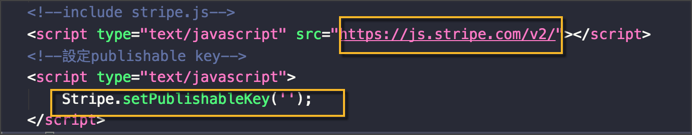 <!--include stripe.js-->
<script type="text/javascript" src="https://js.stripe.com/v2/"></script>
<!--設定publishable key-->
<script type="text/javascript">
Stripe.setPublishableKey('');
</script>